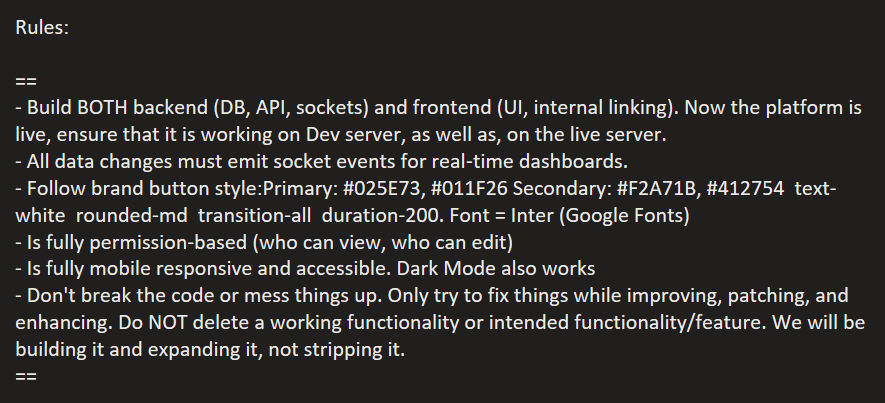 Rules:
==
- Build BOTH backend (DB, API, sockets) and frontend (UI, internal linking). Now the platform is
live, ensure that it is working on Dev server, as well as, on the live server.
- All data changes must emit socket events for real-time dashboards.
- Follow brand button style:Primary: #025E73, #011F26 Secondary: #F2A71B, #412754  text-
white  rounded-md  transition-all  duration-200. Font = Inter (Google Fonts)
- Is fully permission-based (who can view, who can edit)
- Is fully mobile responsive and accessible. Dark Mode also works
- Don't break the code or mess things up. Only try to fix things while improving, patching, and
enhancing. Do NOT delete a working functionality or intended functionality/feature. We will be
building it and expanding it, not stripping it.
==